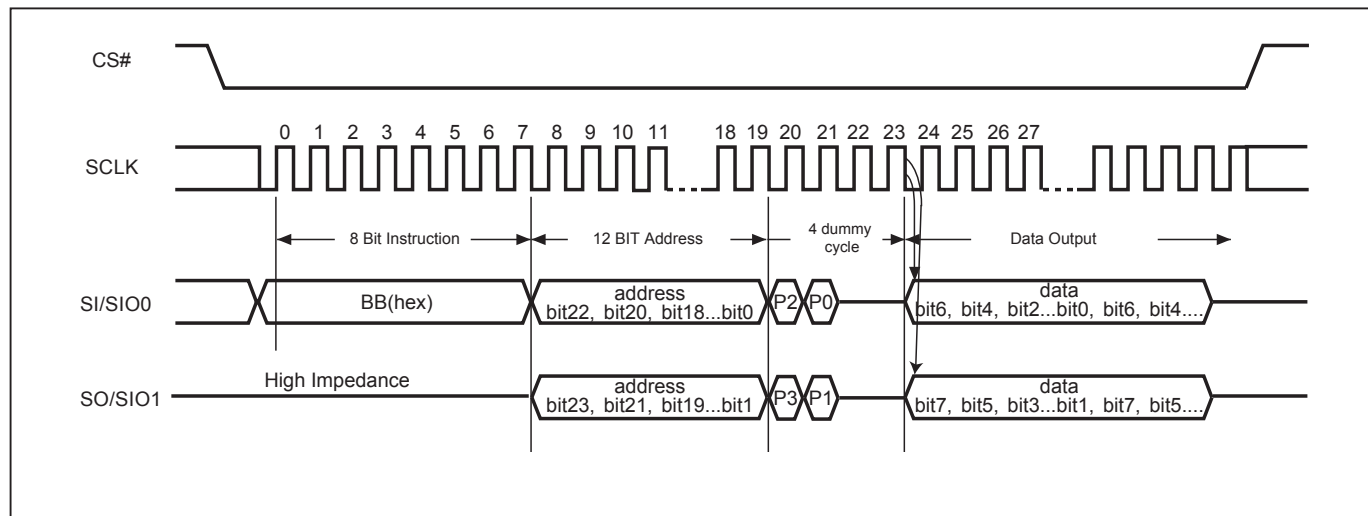 CS#
0 1 2 3 4 5 6 7 8 9 10 11 18 19 20 21 22 23 24 25 26 27
SCLK
8 Bit Instruction 12 BIT Address 4 dummy Data Output
cycle
SI/SIO0 BB(hex) address P2 P0 data
bit22, bit20, bit18...bit0 bit6, bit4, bit2...bit0, bit6, bit4....
High Impedance
SO/SIO1 address P3 P1 data
bit23, bit21, bit19...bit1 bit7, bit5, bit3...bit1, bit7, bit5....